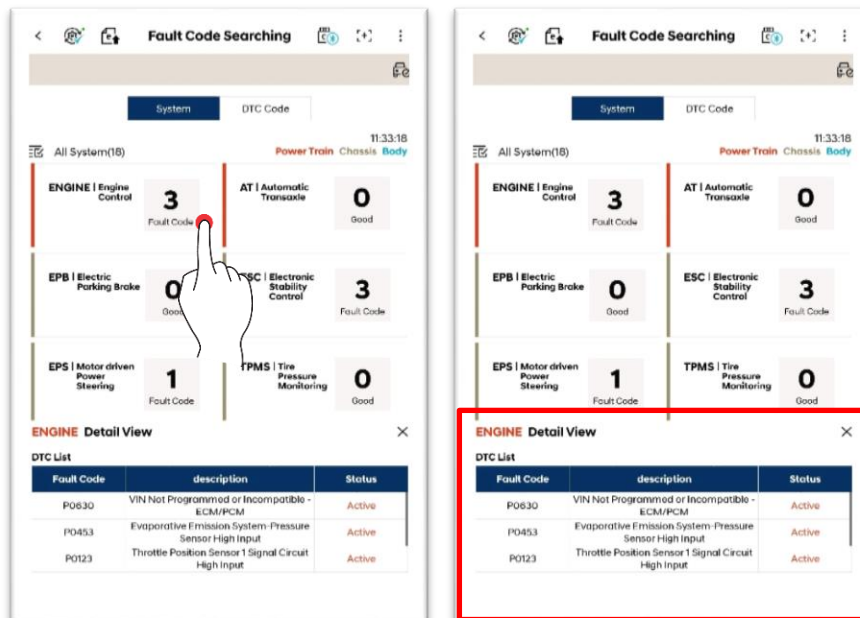 Fault Code Searching
System
DTC Code
11:33:18
All System(18)
Power Train Chassis Body
ENGINE | Engine Control
3
Fault Code
AT | Automatic Transaxle
0
Good
EPB | Electric Parking Brake
0
Good
ESC | Electronic Stability Control
3
Fault Code
EPS | Motor driven Power Steering
1
Fault Code
TPMS | Tire Pressure Monitoring
0
Good
ENGINE Detail View
DTC List
Fault Code description Status
P0630 VIN Not Programmed or Incompatible - ECM/PCM Active
P0453 Evaporative Emission System-Pressure Sensor High Input Active
P0123 Throttle Position Sensor 1 Signal Circuit High Input Active
Fault Code Searching
System
DTC Code
11:33:18
All System(18)
Power Train Chassis Body
ENGINE | Engine Control
3
Fault Code
AT | Automatic Transaxle
0
Good
EPB | Electric Parking Brake
0
Good
ESC | Electronic Stability Control
3
Fault Code
EPS | Motor driven Power Steering
1
Fault Code
TPMS | Tire Pressure Monitoring
0
Good
ENGINE Detail View
DTC List
Fault Code description Status
P0630 VIN Not Programmed or Incompatible - ECM/PCM Active
P0453 Evaporative Emission System-Pressure Sensor High Input Active
P0123 Throttle Position Sensor 1 Signal Circuit High Input Active